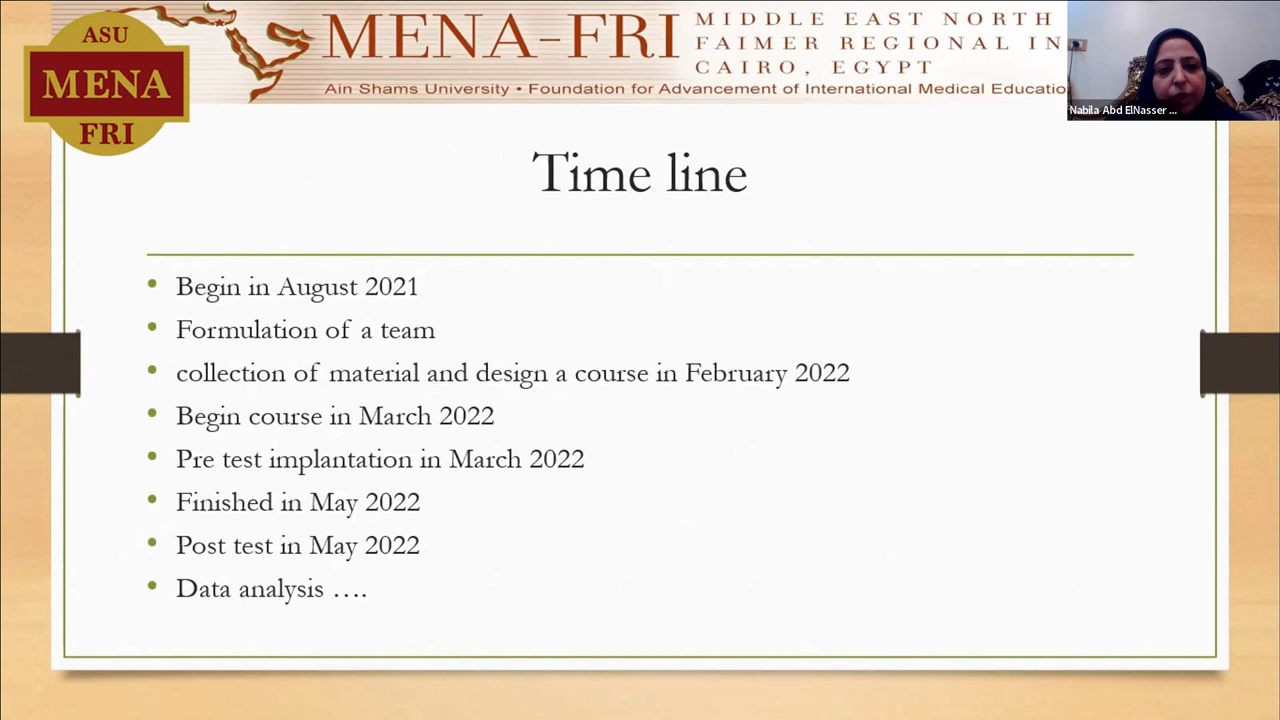 ASU
MENA
FRI
MENA-FRI
MIDDLE EAST NORTH
FAIMER REGIONAL IN
CAIRO, EGYPT
Ain Shams University • Foundation for Advancement of International Medical Educatio
Nabila Abd ElNasser ...
Time line
• Begin in August 2021
• Formulation of a team
• collection of material and design a course in February 2022
• Begin course in March 2022
• Pre test implantation in March 2022
• Finished in May 2022
• Post test in May 2022
• Data analysis ….